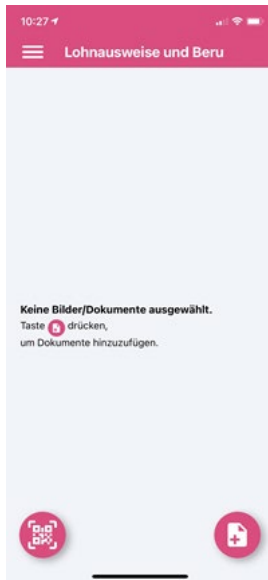 10:27
Lohnausweise und Beru
Keine Bilder/Dokumente ausgewählt.
Taste drücken,
um Dokumente hinzuzufügen.